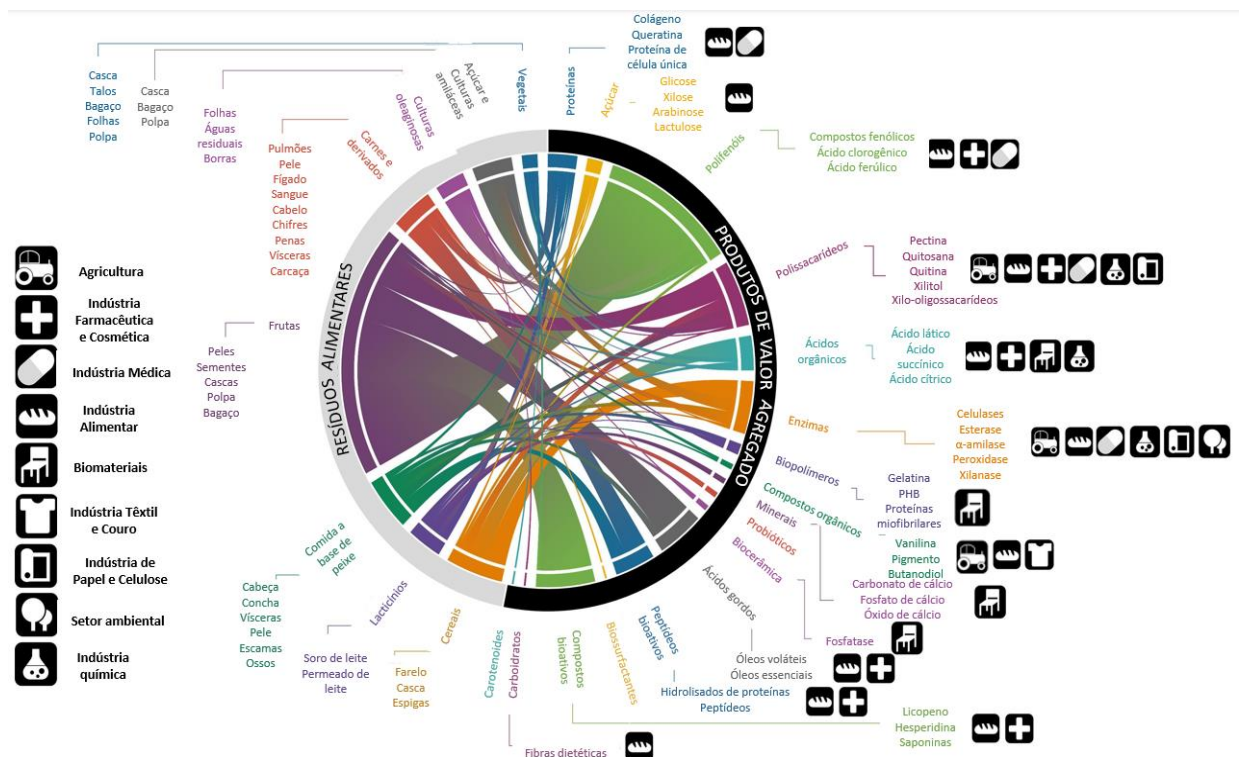 Colágeno
Queratina
Proteína de
célula única
Casca
Talos
Bagaço
Folhas
Polpa
Casca
Bagaço
Polpa
Açúcar e
Culturas
amiláceas
Vegetais
Proteínas
Açúcar
Glicose
Xilose
Arabinose
Lactulose
Folhas
Águas
residuais
Borras
Culturas
oleaginosas
Carnes e
derivados
Polifenóis
Compostos fenólicos
Ácido clorogênico
Ácido ferúlico
Pulmões
Pele
Fígado
Sangue
Cabelo
Chifres
Penas
Vísceras
Carcaça
RESÍDUOS ALIMENTARES
PRODUTOS DE VALOR AGREGADO
Polissacarídeos
Pectina
Quitosana
Quitina
Xilitol
Xilo-oligossacarídeos
Agricultura
Indústria
Farmacêutica
e Cosmética
Indústria Médica
Indústria
Alimentar
Biomateriais
Indústria Têxtil
e Couro
Indústria de
Papel e Celulose
Setor ambiental
Indústria
química
Frutas
Peles
Sementes
Cascas
Polpa
Bagaço
Ácidos
orgânicos
Ácido lático
Ácido
succínico
Ácido cítrico
Enzimas
Celulases
Esterase
α-amilase
Peroxidase
Xilanase
Biopolímeros
Gelatina
PHB
Proteínas
miofibrilares
Compostos orgânicos
Vanilina
Pigmento
Butanodiol
Minerais
Carbonato de cálcio
Fosfato de cálcio
Óxido de cálcio
Probióticos
Biocerâmica
Fosfatase
Comida a
base de
peixe
Cabeça
Concha
Vísceras
Pele
Escamas
Ossos
Lacticínios
Soro de leite
Permeado de
leite
Cereais
Farelo
Casca
Espigas
Carotenoides
Carboidratos
Fibras dietéticas
Compostos
bioativos
Biossurfactantes
Peptídeos
bioativos
Ácidos gordos
Óleos voláteis
Óleos essenciais
Hidrolisados de proteínas
Peptídeos
Licopeno
Hesperidina
Saponinas